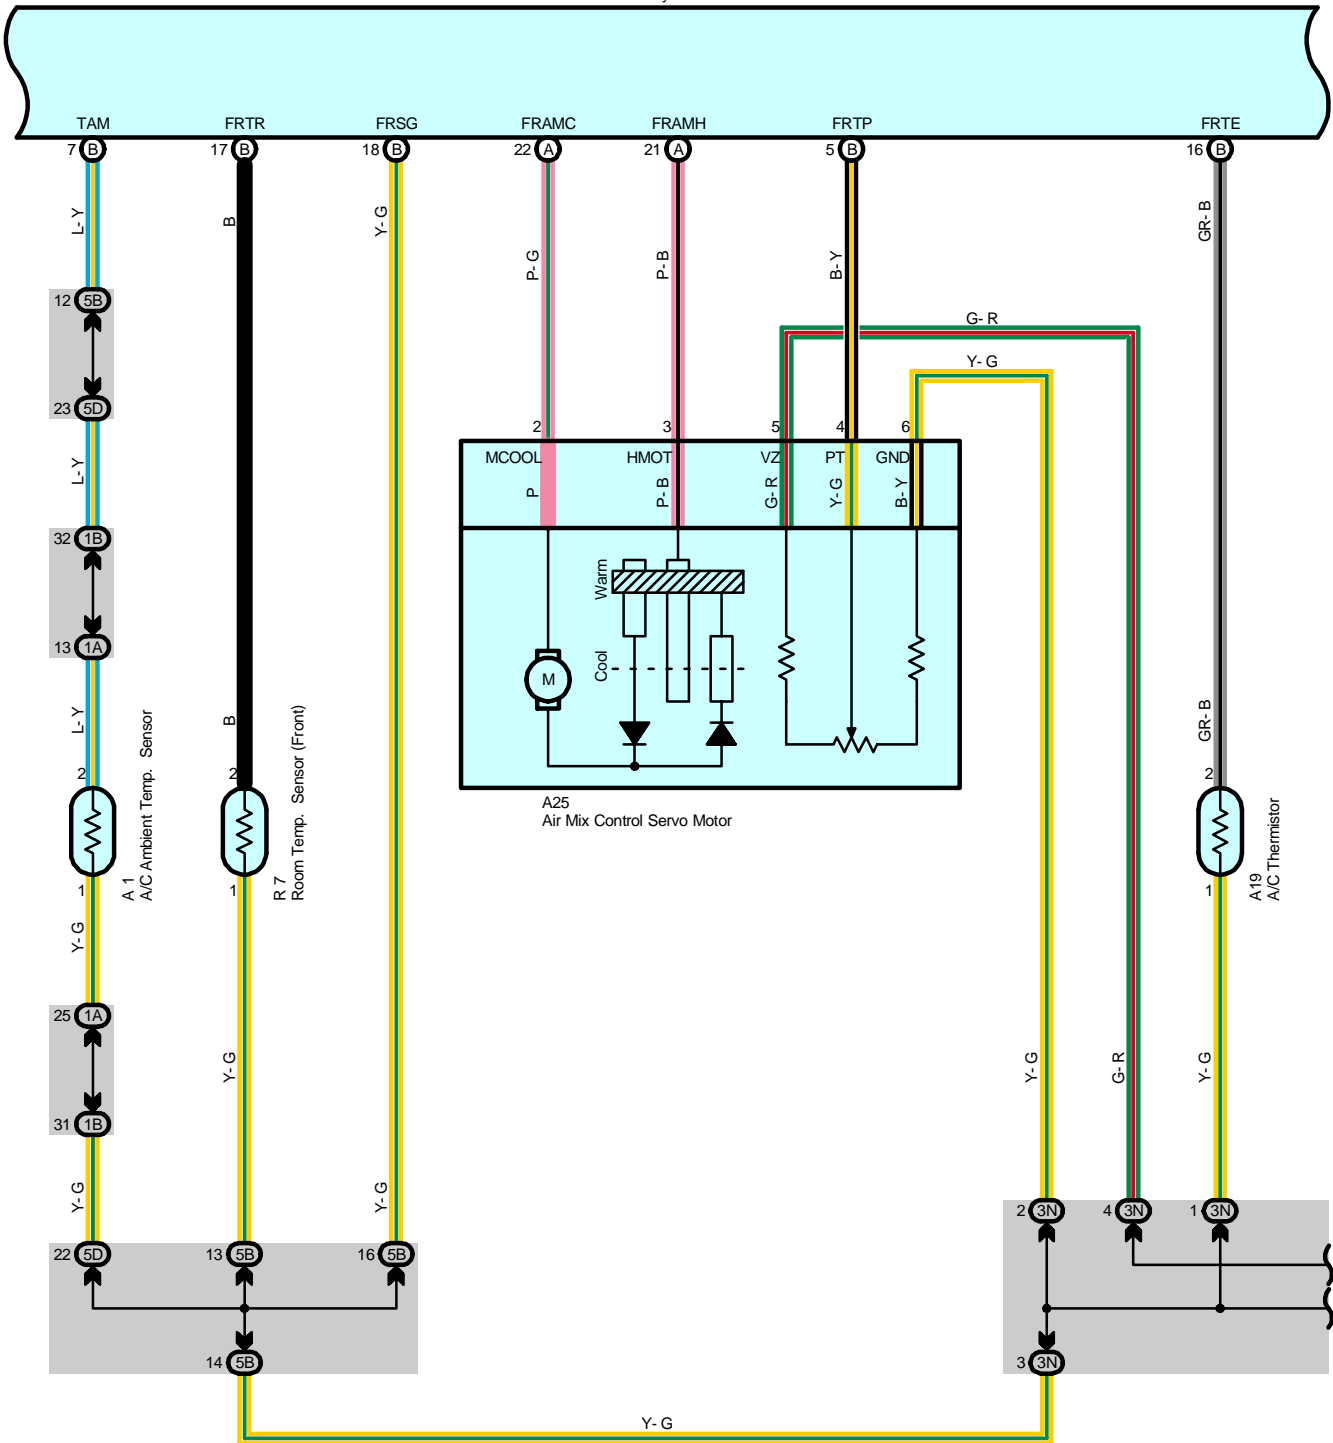 TAM FRTR FRSG FRAMC FRAMH FRTP FRTE
7 B 17 B 18 B 22 A 21 A 5 B 16 B
L- Y B Y- G P- G P- B B- Y GR- B
12 5B
G- R
Y- G
23 5D
2 3 5 4 6
MCOOL HMOT VZ PT GND
L- Y P P- B G- R Y- G B- Y
32 1B
Warm
13 1A
Cool
M
L- Y B GR- B
2 2 2
A25
Air Mix Control Servo Motor
A 1
A/C Ambient Temp. Sensor
R 7
Room Temp. Sensor (Front)
A19
A/C Thermistor
1 1 1
Y- G
25 1A
Y- G Y- G G- R Y- G
31 1B
Y- G Y- G
2 3N 4 3N 1 3N
22 5D 13 5B 16 5B
14 5B 3 3N
Y- G